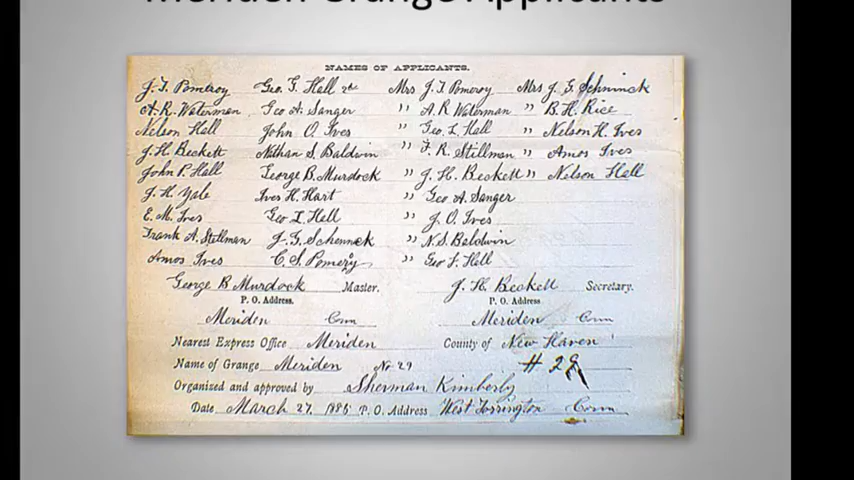 Meriden Grange Applicants
NAMES OF APPLICANTS.
J. T. Pomeroy Geo. G. Hall 2nd Mrs J. T. Pomeroy Mrs J. G. Schninck
A. R. Waterman Geo A. Sanger " A. R Waterman " B. H. Rice
Nelson Hall John O. Ives " Geo. L. Hall " Nelson H. Ives
J. H. Beckett Nathan S. Baldwin " F. R. Stillman " Amos Ives
John P. Hall George B. Murdock " J. H. Beckett " Nelson Hall
J. H. Yale Ives H. Hart " Geo A. Sanger
E. M. Ives Geo L. Hall " J. O. Ives
Frank A. Stillman J. G. Schenck " N. S. Baldwin
Amos Ives C. S. Pomery " Geo F. Hall
George B Murdock Master. J. H. Beckett Secretary.
P. O. Address. P. O. Address
Meriden Conn Meriden Conn
Nearest Express Office Meriden County of New Haven
Name of Grange Meriden No 29 # 29
Organized and approved by Sherman Kimberly
Date March 27, 1885 P. O. Address West Torrington Conn